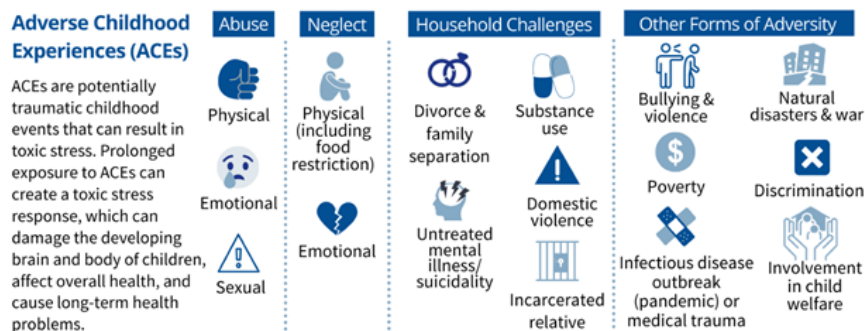 Adverse Childhood
Experiences (ACEs)
ACEs are potentially
traumatic childhood
events that can result in
toxic stress. Prolonged
exposure to ACEs can
create a toxic stress
response, which can
damage the developing
brain and body of children,
affect overall health, and
cause long-term health
problems.
Abuse
Physical
Emotional
Sexual
Neglect
Physical
(including
food
restriction)
Emotional
Household Challenges
Divorce &
family
separation
Untreated
mental
illness/
suicidality
Substance
use
Domestic
violence
Incarcerated
relative
Other Forms of Adversity
Bullying &
violence
$
Poverty
Infectious disease
outbreak
(pandemic) or
medical trauma
Natural
disasters & war
Discrimination
Involvement
in child
welfare